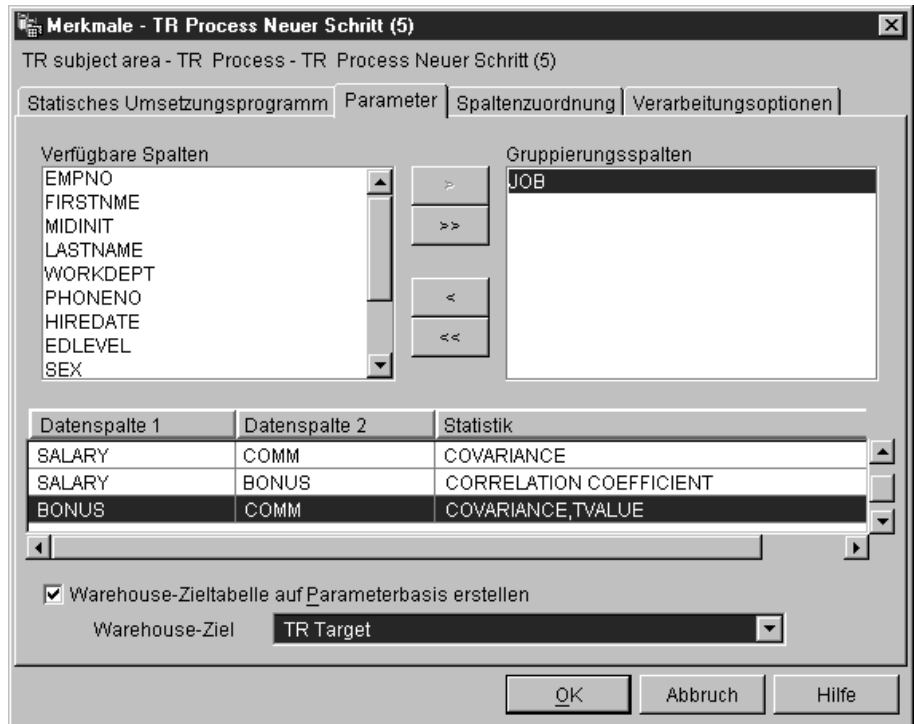 Merkmale - TR Process Neuer Schritt (5)
TR subject area - TR Process - TR Process Neuer Schritt (5)
Statisches Umsetzungsprogramm Parameter Spaltenzuordnung Verarbeitungsoptionen
Verfügbare Spalten
EMPNO
FIRSTNME
MIDINIT
LASTNAME
WORKDEPT
PHONENO
HIREDATE
EDLEVEL
SEX
>
>>
<
<<
Gruppierungsspalten
JOB
Datenspalte 1 Datenspalte 2 Statistik
SALARY COMM COVARIANCE
SALARY BONUS CORRELATION COEFFICIENT
BONUS COMM COVARIANCE,TVALUE
Warehouse-Zieltabelle auf Parameterbasis erstellen
Warehouse-Ziel TR Target
OK Abbruch Hilfe